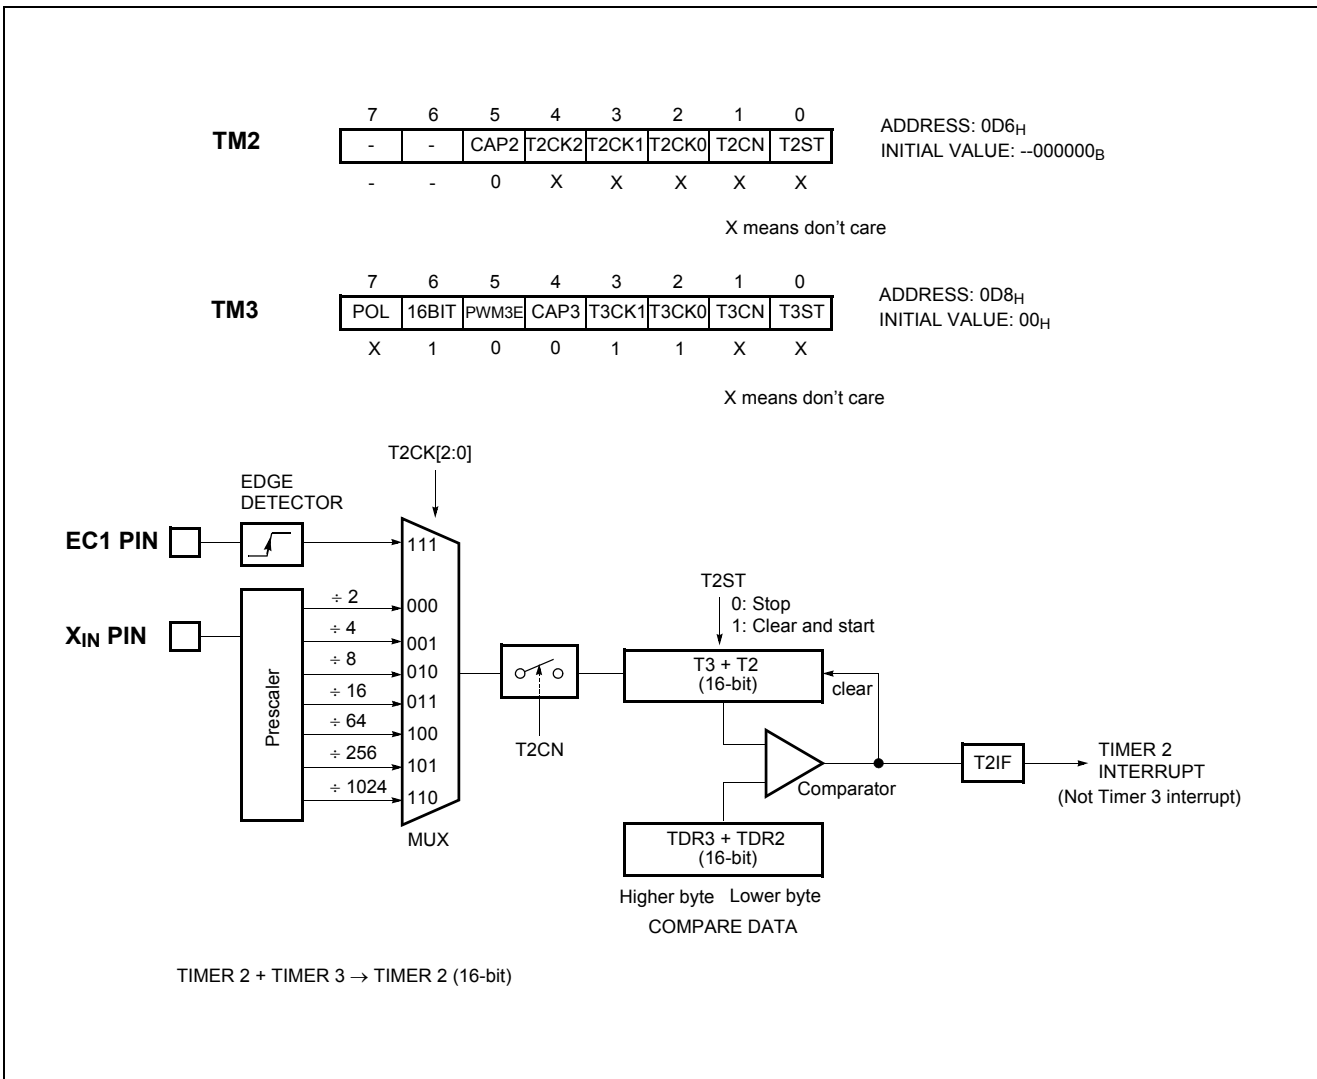 7 6 5 4 3 2 1 0
TM2 - - CAP2 T2CK2 T2CK1 T2CK0 T2CN T2ST
ADDRESS: 0D6H
INITIAL VALUE: --000000B
- - 0 X X X X X
X means don’t care
7 6 5 4 3 2 1 0
TM3 POL 16BIT PWM3E CAP3 T3CK1 T3CK0 T3CN T3ST
ADDRESS: 0D8H
INITIAL VALUE: 00H
X 1 0 0 1 1 X X
X means don’t care
T2CK[2:0]
EDGE
DETECTOR
EC1 PIN
111
XIN PIN
Prescaler
÷ 2 000
÷ 4 001
÷ 8 010
÷ 16 011
÷ 64 100
÷ 256 101
÷ 1024 110
MUX
T2CN
T2ST
0: Stop
1: Clear and start
T3 + T2
(16-bit)
clear
Comparator
T2IF
TIMER 2
INTERRUPT
(Not Timer 3 interrupt)
TDR3 + TDR2
(16-bit)
Higher byte Lower byte
COMPARE DATA
TIMER 2 + TIMER 3 → TIMER 2 (16-bit)